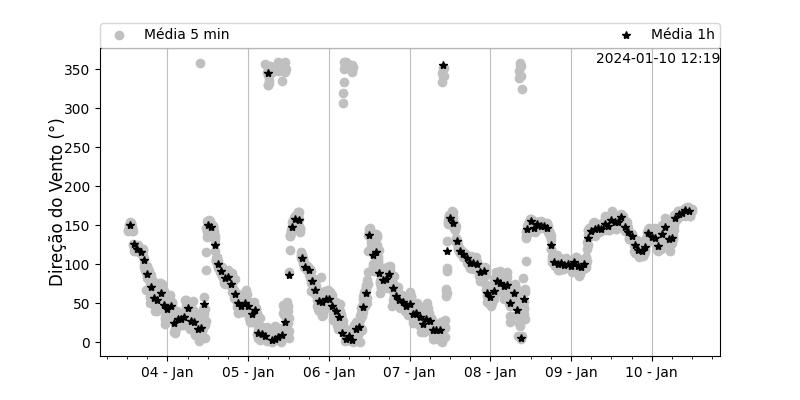 Média 5 min
Média 1h
2024-01-10 12:19
Direção do Vento (°)
350
300
250
200
150
100
50
0
04 - Jan
05 - Jan
06 - Jan
07 - Jan
08 - Jan
09 - Jan
10 - Jan